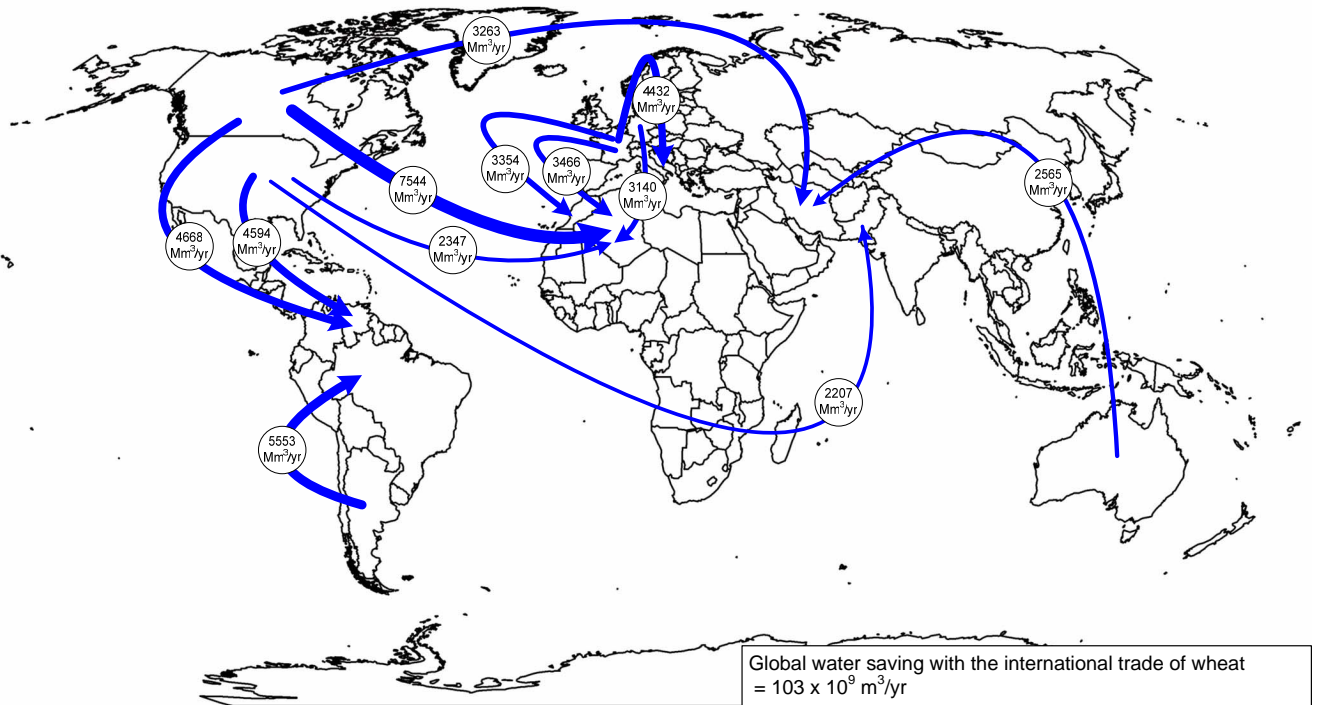 3263
Mm³/yr
4432
Mm³/yr
3354
Mm³/yr
3466
Mm³/yr
7544
Mm³/yr
3140
Mm³/yr
2565
Mm³/yr
4668
Mm³/yr
4594
Mm³/yr
2347
Mm³/yr
2207
Mm³/yr
5553
Mm³/yr
Global water saving with the international trade of wheat
= 103 x 10⁹ m³/yr